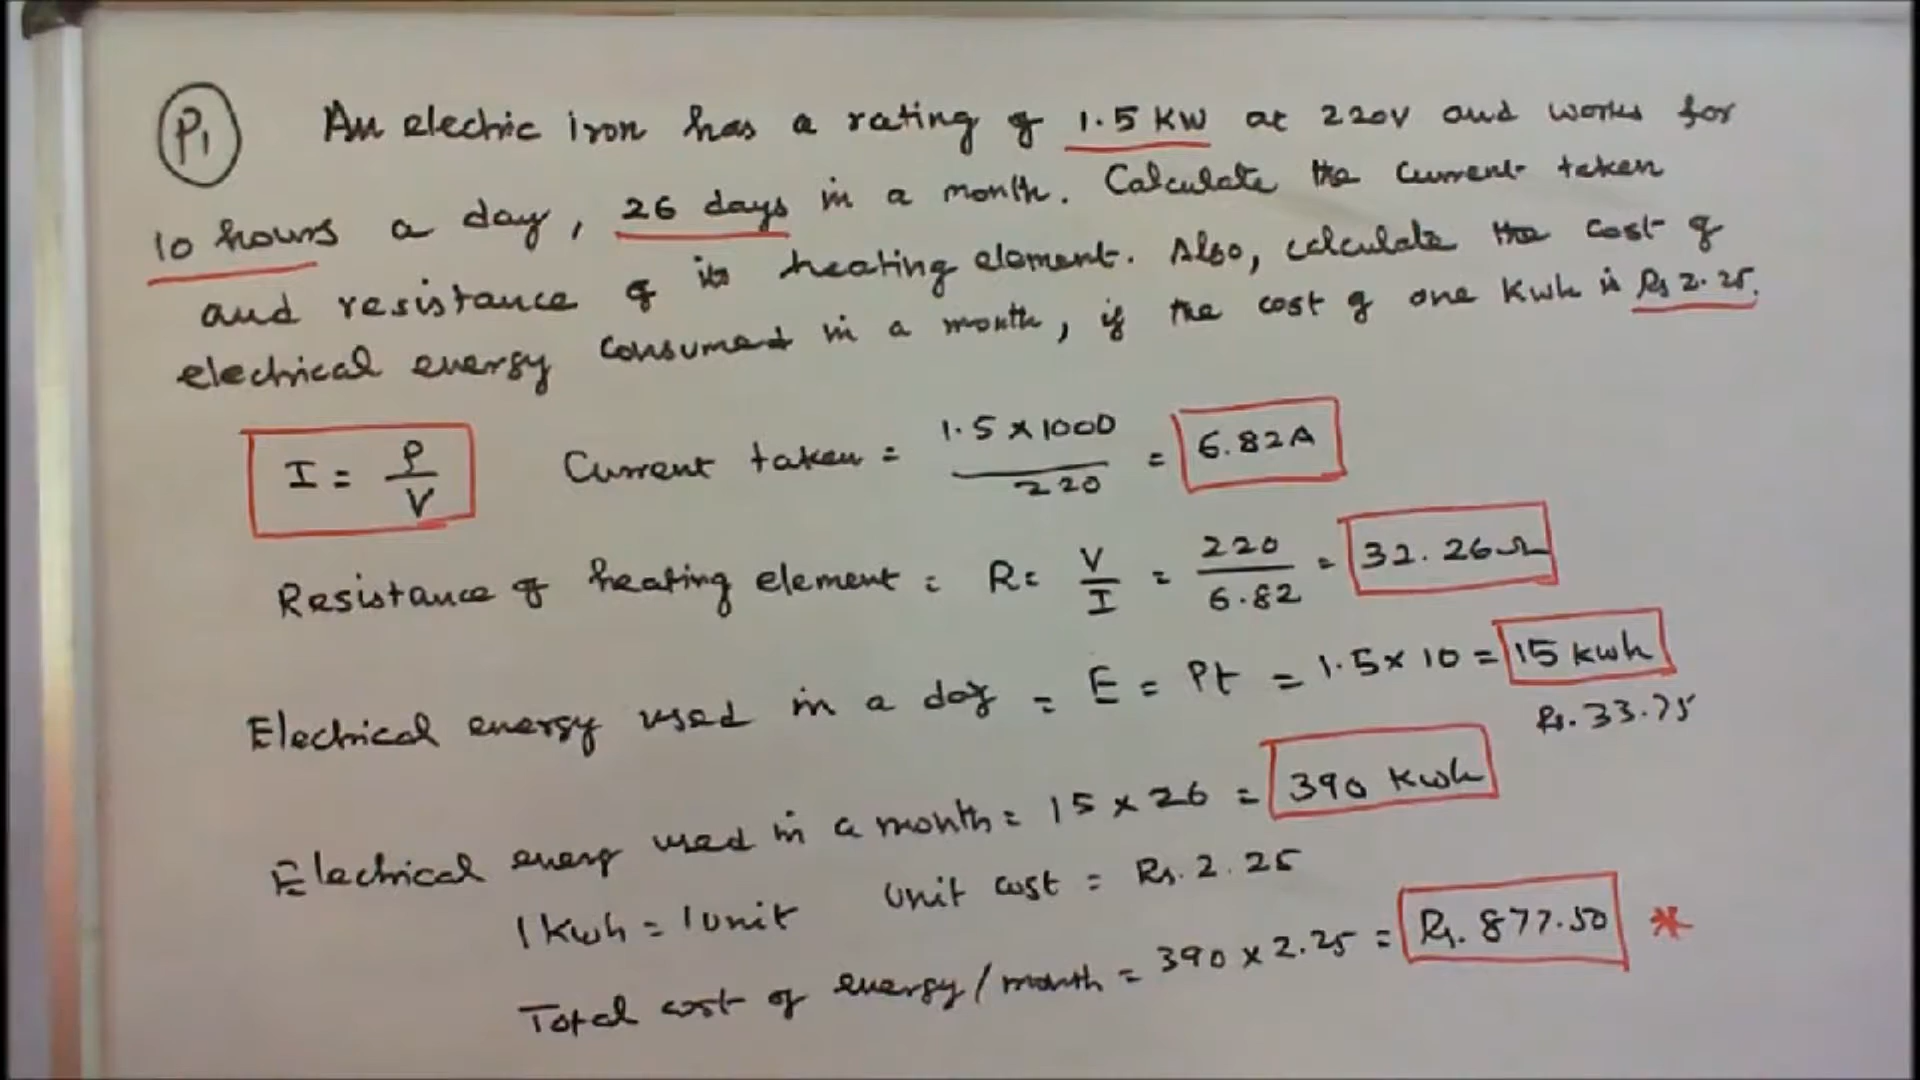 P1 An electric iron has a rating of 1.5 KW at 220V and works for
10 hours a day, 26 days in a month. Calculate the current taken
and resistance of its heating element. Also, calculate the cost of
electrical energy consumed in a month, if the cost of one Kwh is Rs 2.25.
I = P/V Current taken = 1.5 x 1000 / 220 = 6.82A
Resistance of heating element = R = V/I = 220/6.82 = 32.26Ω
Electrical energy used in a day = E = Pt = 1.5 x 10 = 15 kwh
Rs. 33.75
Electrical energy used in a month = 15 x 26 = 390 Kwh
1 Kwh = 1 unit Unit cost = Rs. 2.25
Total cost of energy / month = 390 x 2.25 = Rs. 877.50 *